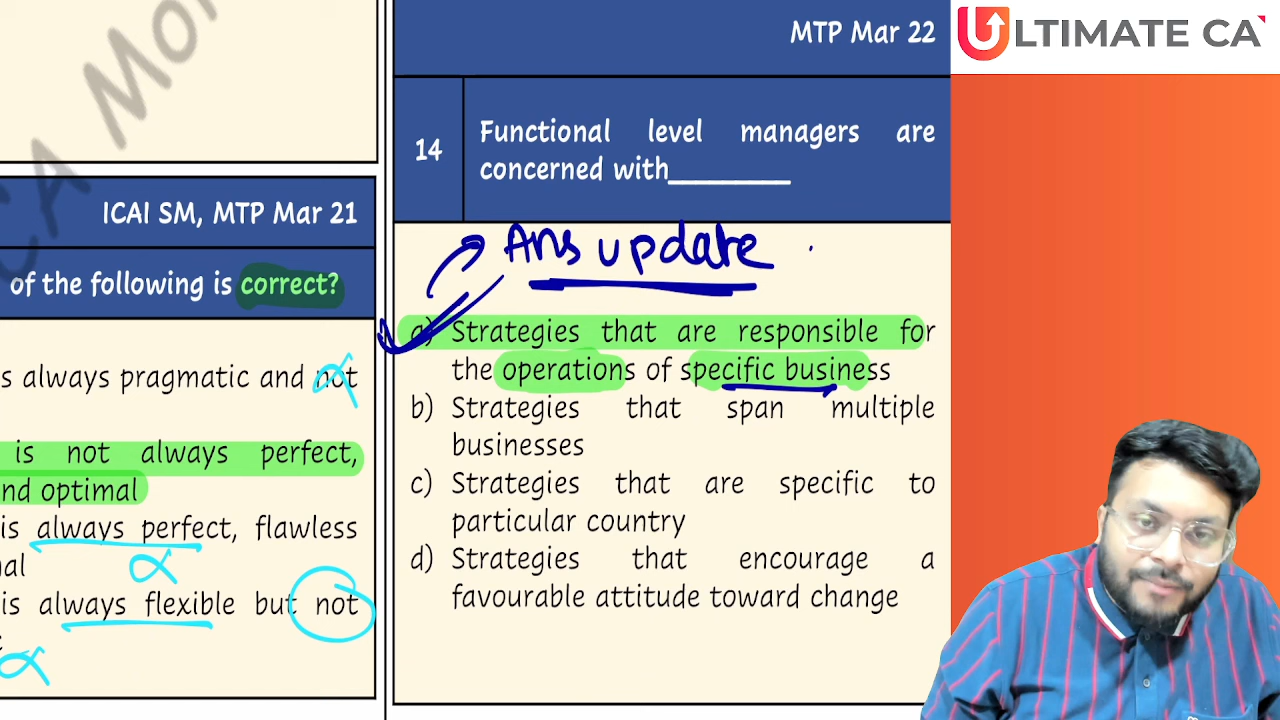 CA Mo
ICAI SM, MTP Mar 21
of the following is correct?
s always pragmatic and not
is not always perfect,
nd optimal
is always perfect, flawless
nal
is always flexible but not
MTP Mar 22
14
Functional level managers are
concerned with________
Ans update
a) Strategies that are responsible for
the operations of specific business
b) Strategies that span multiple
businesses
c) Strategies that are specific to
particular country
d) Strategies that encourage a
favourable attitude toward change
ULTIMATE CA